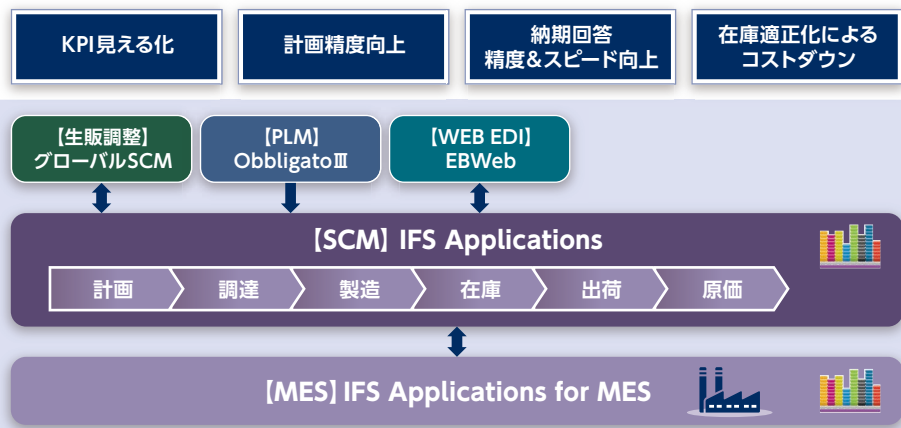 KPI見える化
計画精度向上
納期回答
精度&スピード向上
在庫適正化による
コストダウン
【生販調整】
グローバルSCM
【PLM】
ObbligatoⅢ
【WEB EDI】
EBWeb
【SCM】IFS Applications
計画
調達
製造
在庫
出荷
原価
【MES】IFS Applications for MES